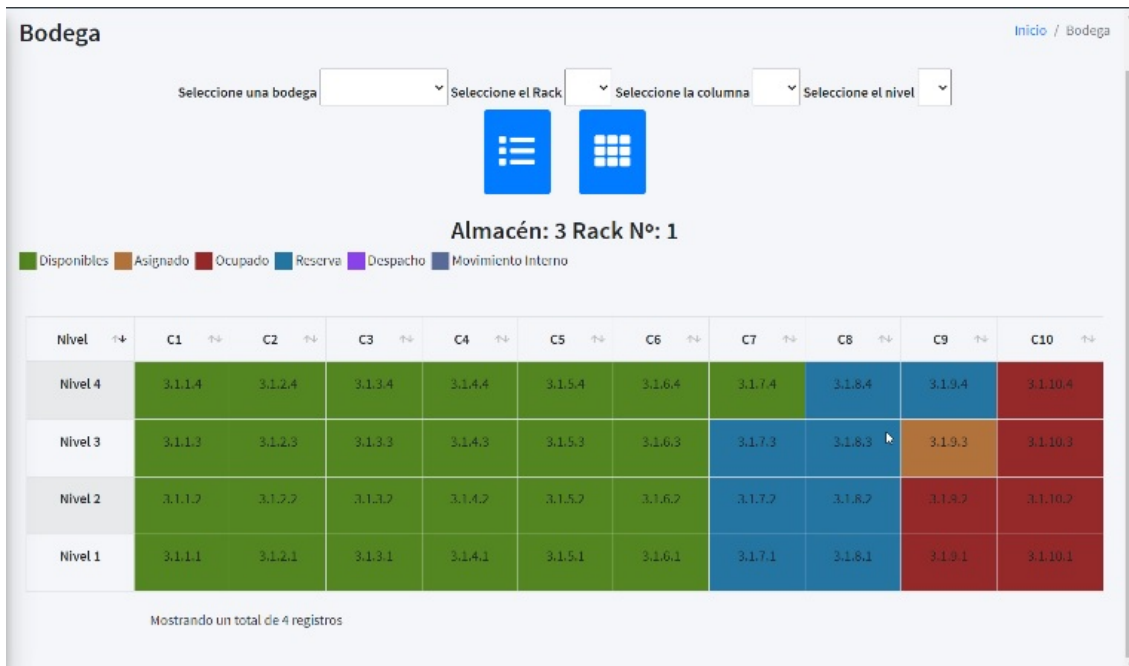 Bodega
Inicio / Bodega
Seleccione una bodega Seleccione el Rack Seleccione la columna Seleccione el nivel
Almacén: 3 Rack Nº: 1
Disponibles Asignado Ocupado Reserva Despacho Movimiento Interno
Nivel C1 C2 C3 C4 C5 C6 C7 C8 C9 C10
Nivel 4 3.1.1.4 3.1.2.4 3.1.3.4 3.1.4.4 3.1.5.4 3.1.6.4 3.1.7.4 3.1.8.4 3.1.9.4 3.1.10.4
Nivel 3 3.1.1.3 3.1.2.3 3.1.3.3 3.1.4.3 3.1.5.3 3.1.6.3 3.1.7.3 3.1.8.3 3.1.9.3 3.1.10.3
Nivel 2 3.1.1.2 3.1.2.2 3.1.3.2 3.1.4.2 3.1.5.2 3.1.6.2 3.1.7.2 3.1.8.2 3.1.9.2 3.1.10.2
Nivel 1 3.1.1.1 3.1.2.1 3.1.3.1 3.1.4.1 3.1.5.1 3.1.6.1 3.1.7.1 3.1.8.1 3.1.9.1 3.1.10.1
Mostrando un total de 4 registros